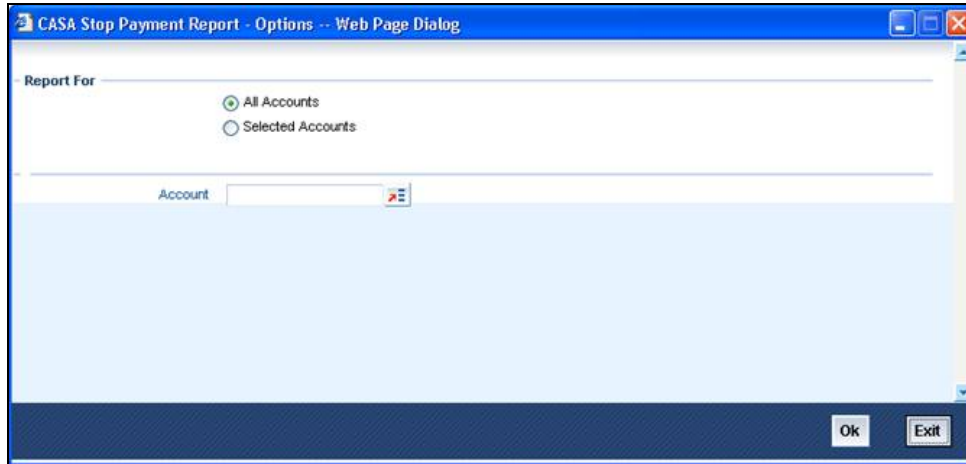 CASA Stop Payment Report - Options -- Web Page Dialog
Report For
All Accounts
Selected Accounts
Account
Ok
Exit